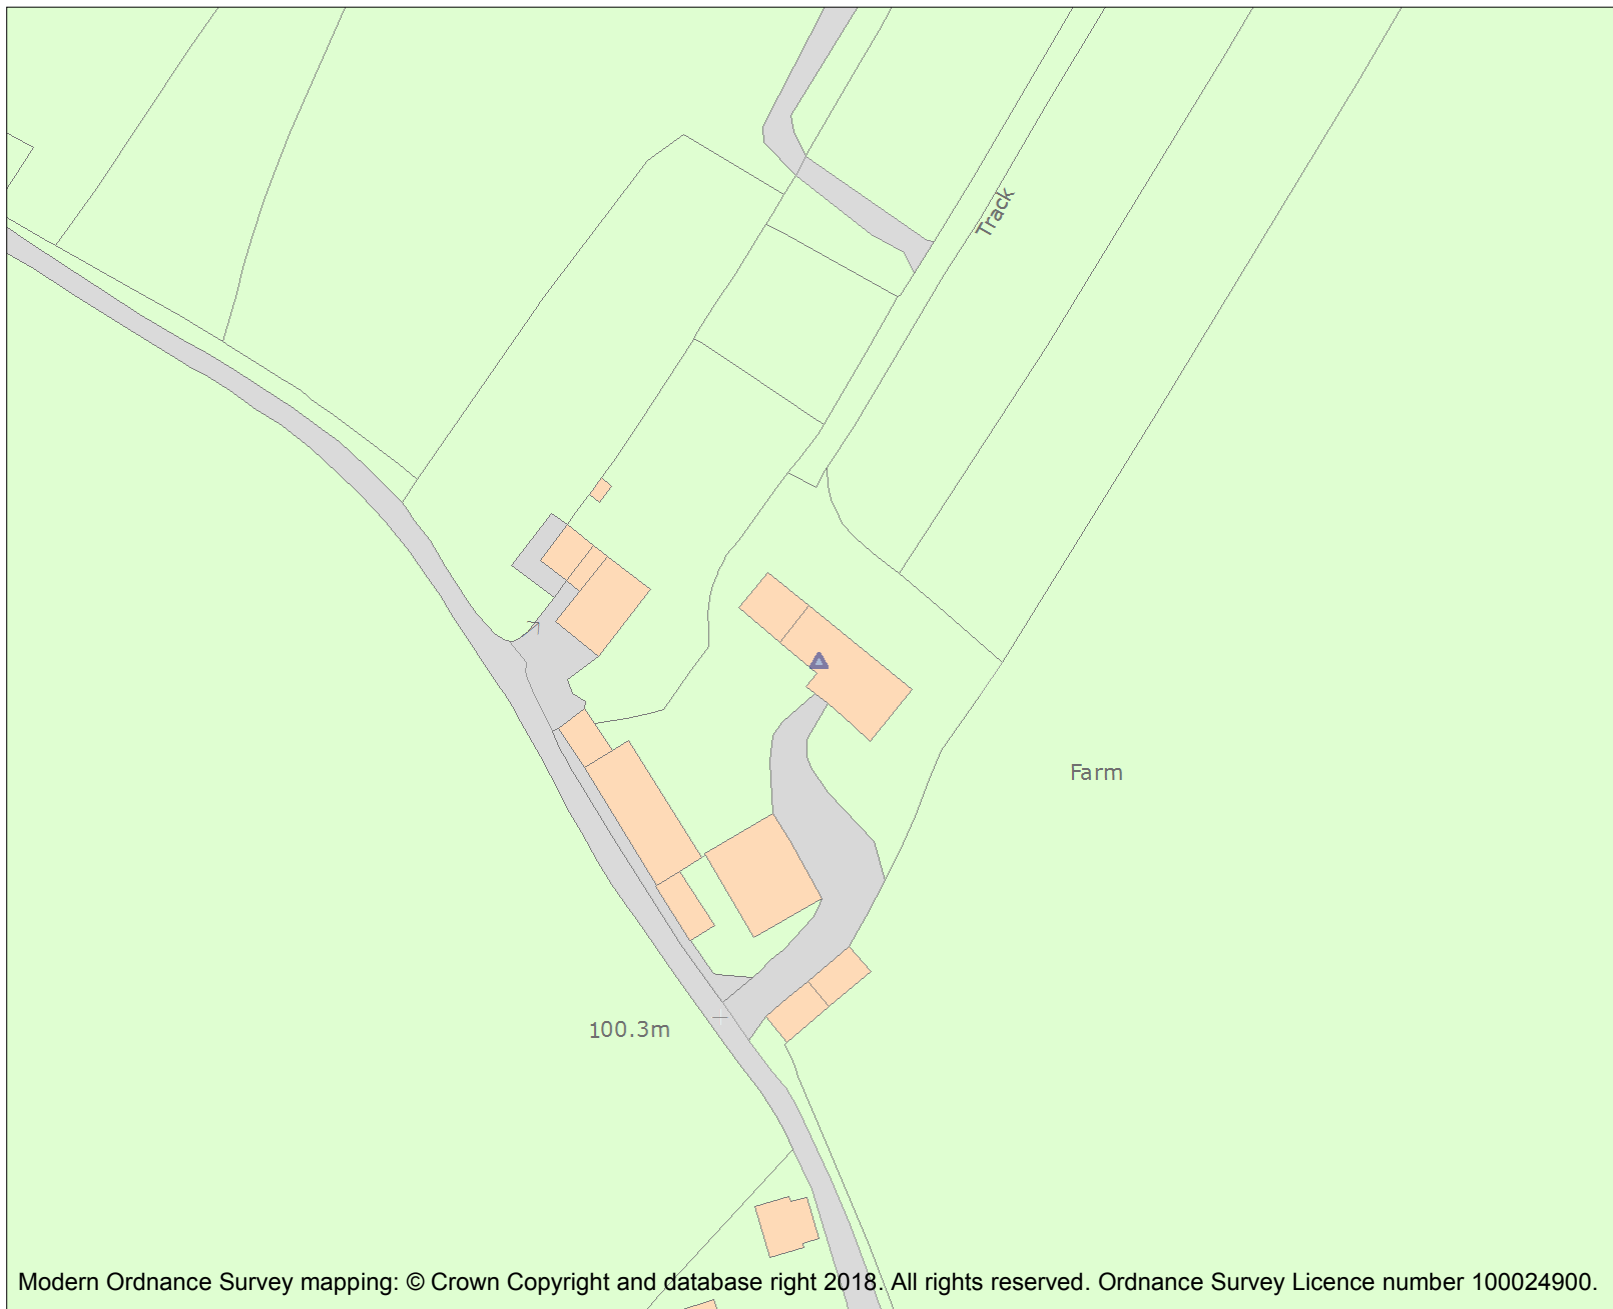 Track
Farm
100.3m
Modern Ordnance Survey mapping: © Crown Copyright and database right 2018. All rights reserved. Ordnance Survey Licence number 100024900.